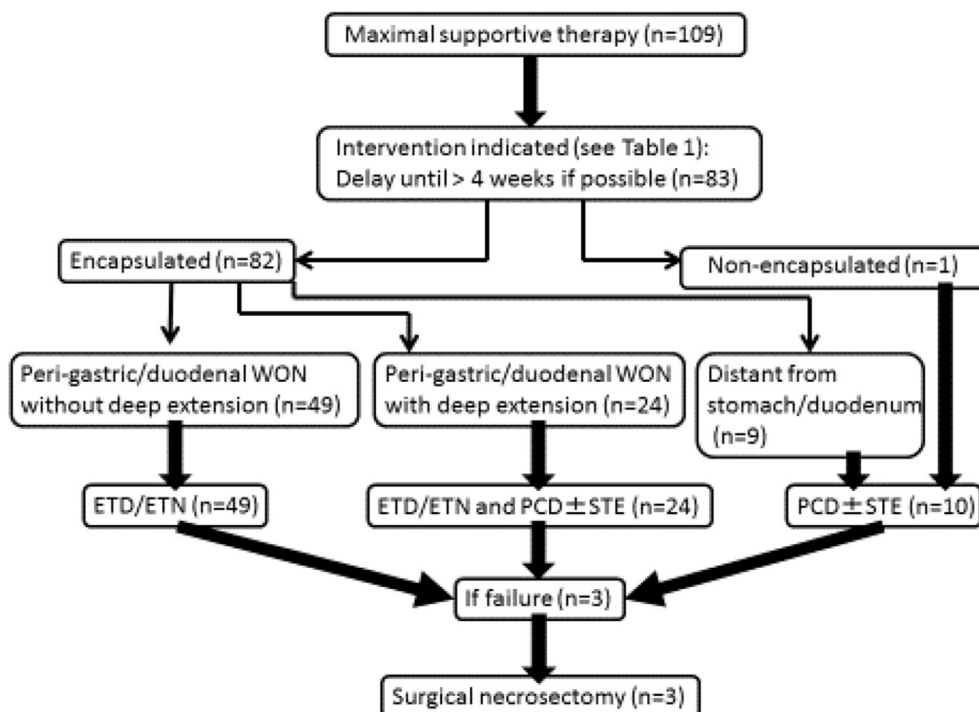 Maximal supportive therapy (n=109)
Intervention indicated (see Table 1):
Delay until > 4 weeks if possible (n=83)
Encapsulated (n=82)
Non-encapsulated (n=1)
Peri-gastric/duodenal WON
without deep extension (n=49)
Peri-gastric/duodenal WON
with deep extension (n=24)
Distant from
stomach/duodenum
(n=9)
ETD/ETN (n=49)
ETD/ETN and PCD±STE (n=24)
PCD±STE (n=10)
If failure (n=3)
Surgical necrosectomy (n=3)